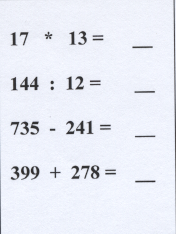 17 * 13 = __
144 : 12 = __
735 - 241 = __
399 + 278 = __